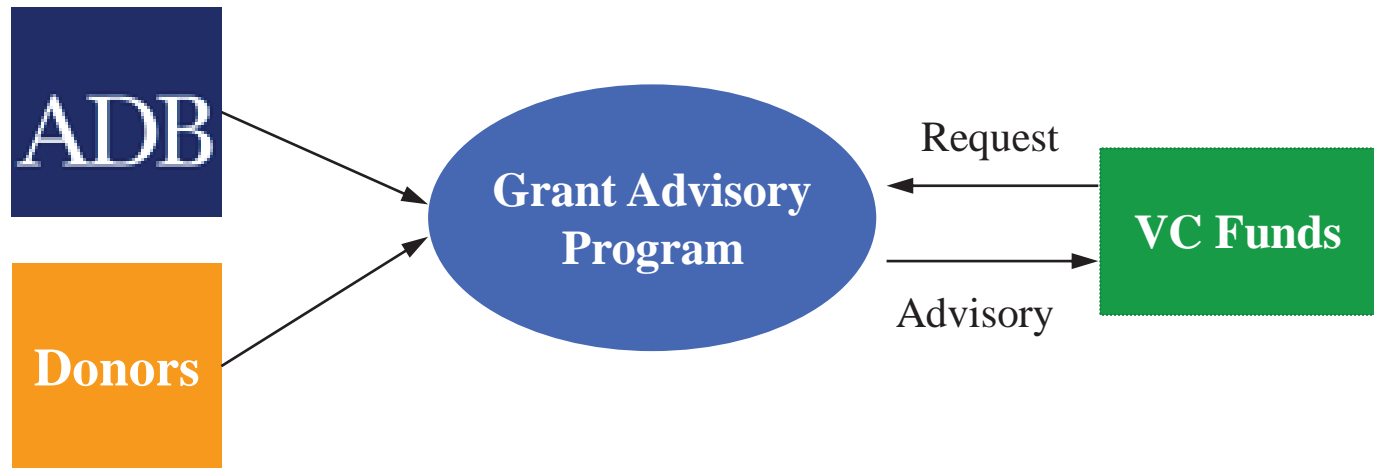 ADB
Donors
Grant Advisory
Program
Request
Advisory
VC Funds